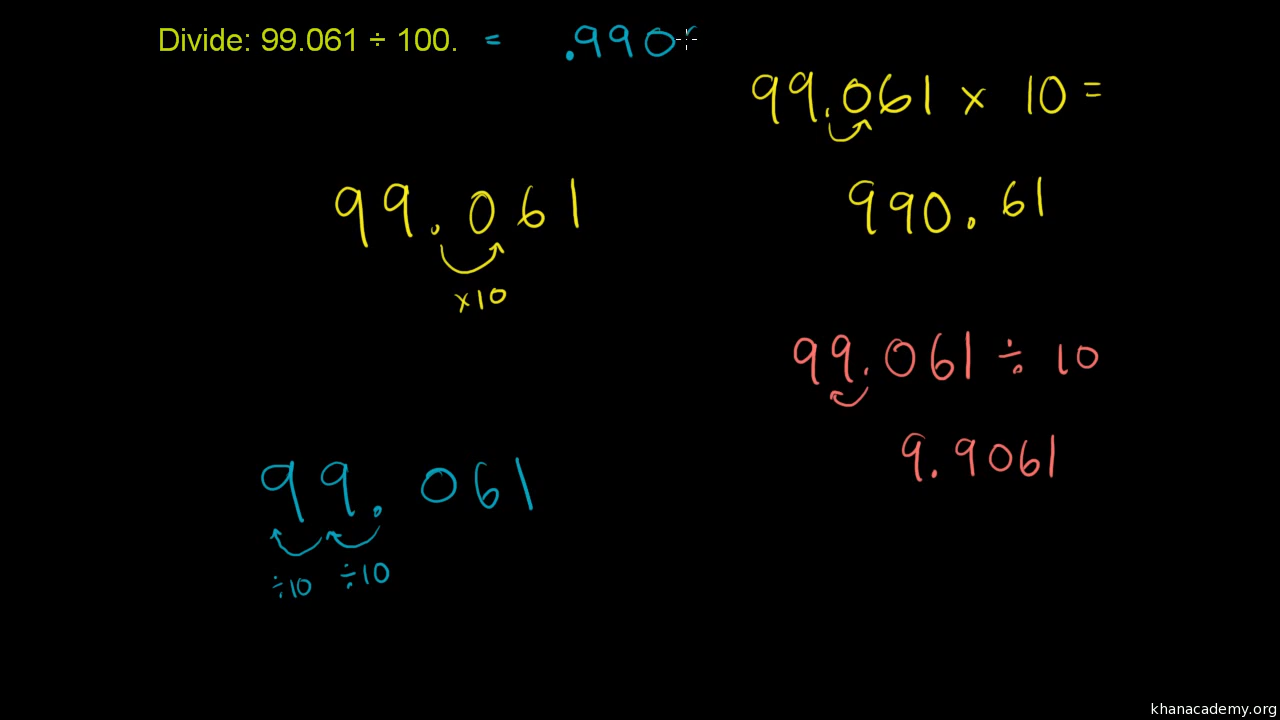 Divide: 99.061 ÷ 100. = .990
99.061 x 10 =
99.061
990.61
x10
99.061 ÷ 10
9.9061
99.061
÷10 ÷10
khanacademy.org